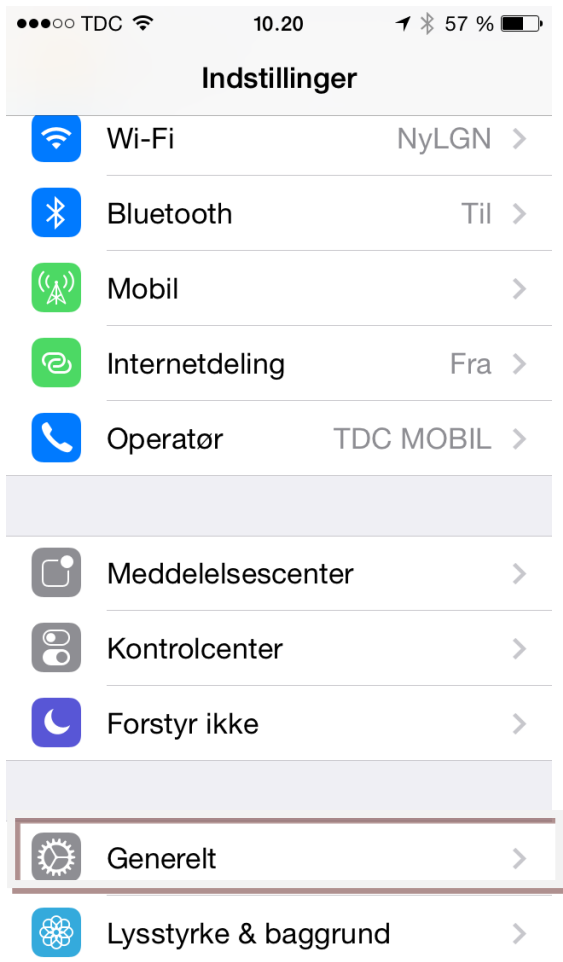 TDC 10.20 57 %
Indstillinger
Wi-Fi NyLGN
Bluetooth Til
Mobil
Internetdeling Fra
Operatør TDC MOBIL
Meddelelsescenter
Kontrolcenter
Forstyr ikke
Generelt
Lysstyrke & baggrund